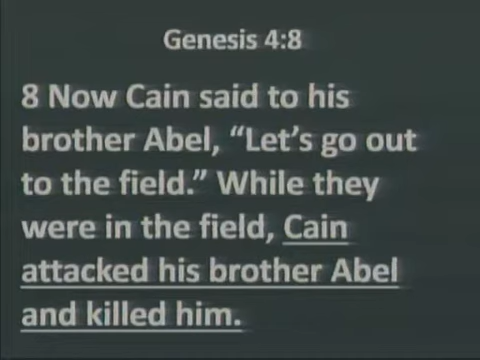 Genesis 4:8
8 Now Cain said to his
brother Abel, “Let’s go out
to the field.” While they
were in the field, Cain
attacked his brother Abel
and killed him.